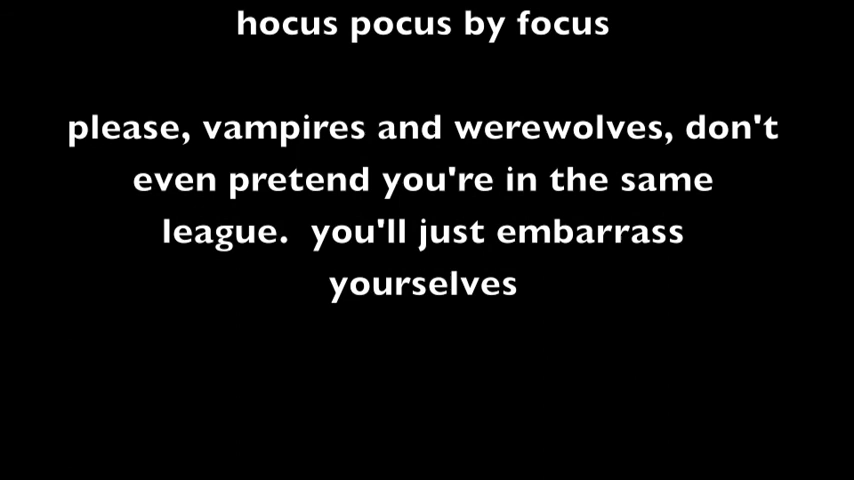 hocus pocus by focus
please, vampires and werewolves, don't
even pretend you're in the same
league.  you'll just embarrass
yourselves